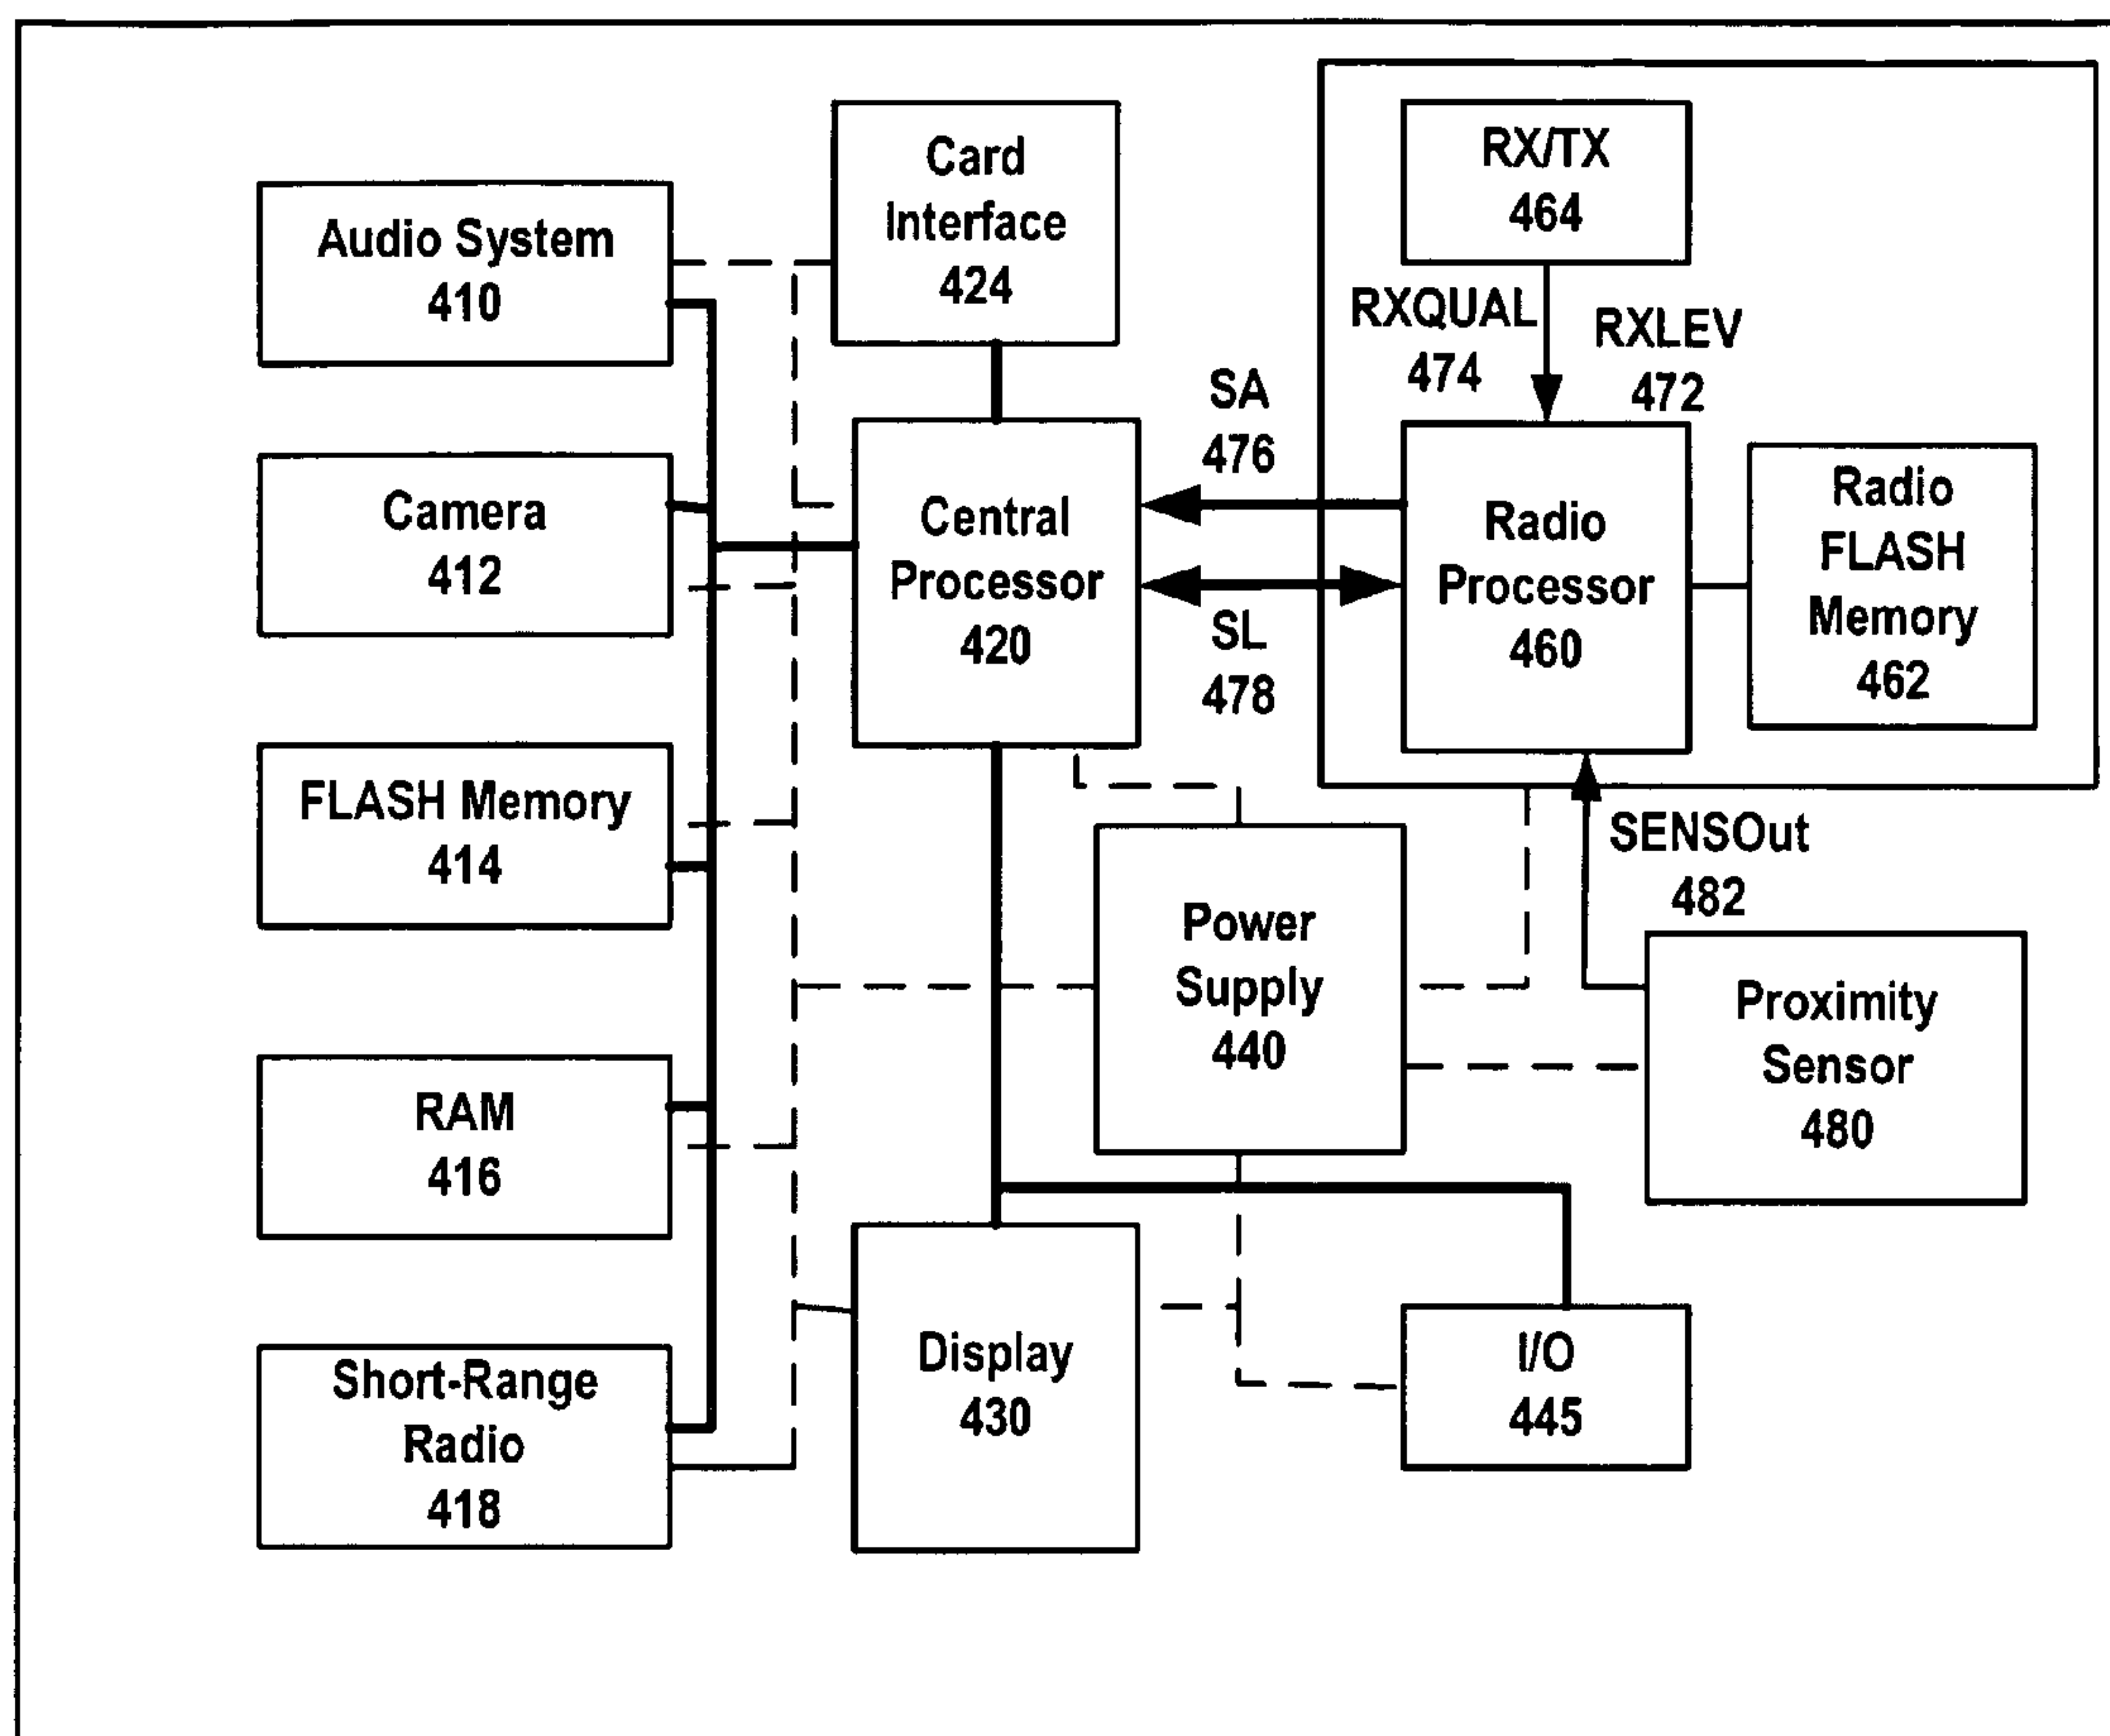 Audio System
410
Camera
412
FLASH Memory
414
RAM
416
Short-Range
Radio
418
Card
Interface
424
Central
Processor
420
SA
476
SL
478
RX/TX
464
RXQUAL
474
RXLEV
472
Radio
Processor
460
Radio
FLASH
Memory
462
Power
Supply
440
SENSOut
482
Proximity
Sensor
480
Display
430
I/O
445